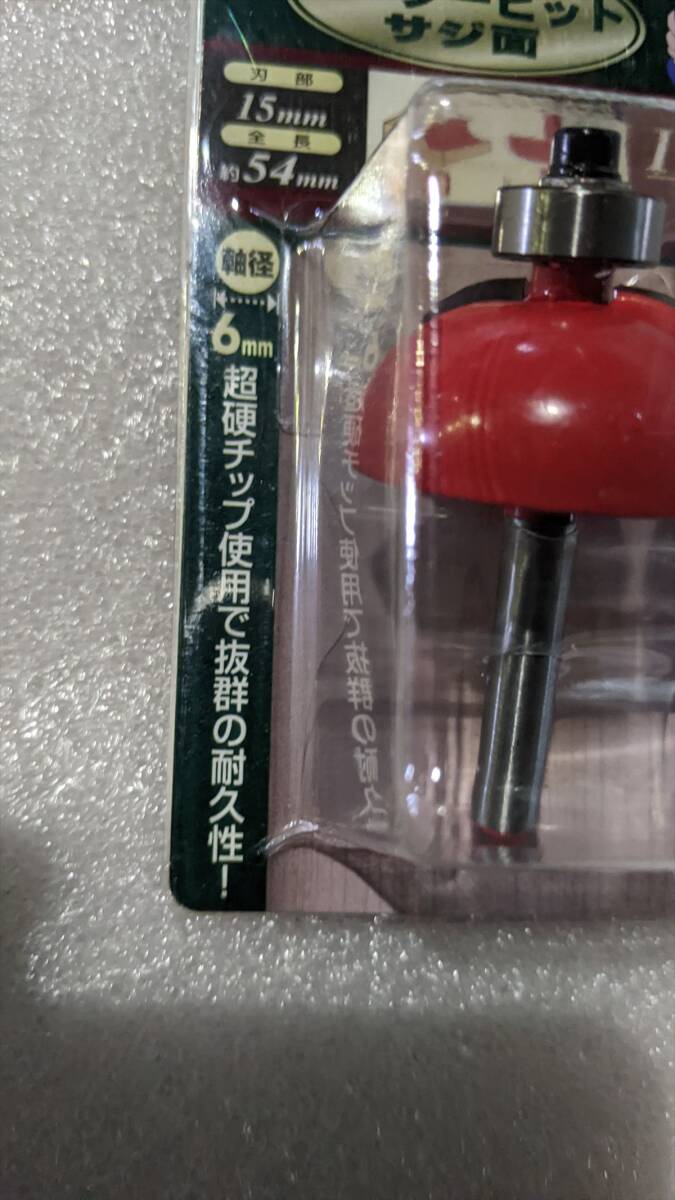 ービット
サジ面
刃部
15mm
全長
約54mm
軸径
6mm
超硬チップ使用で抜群の耐久性！